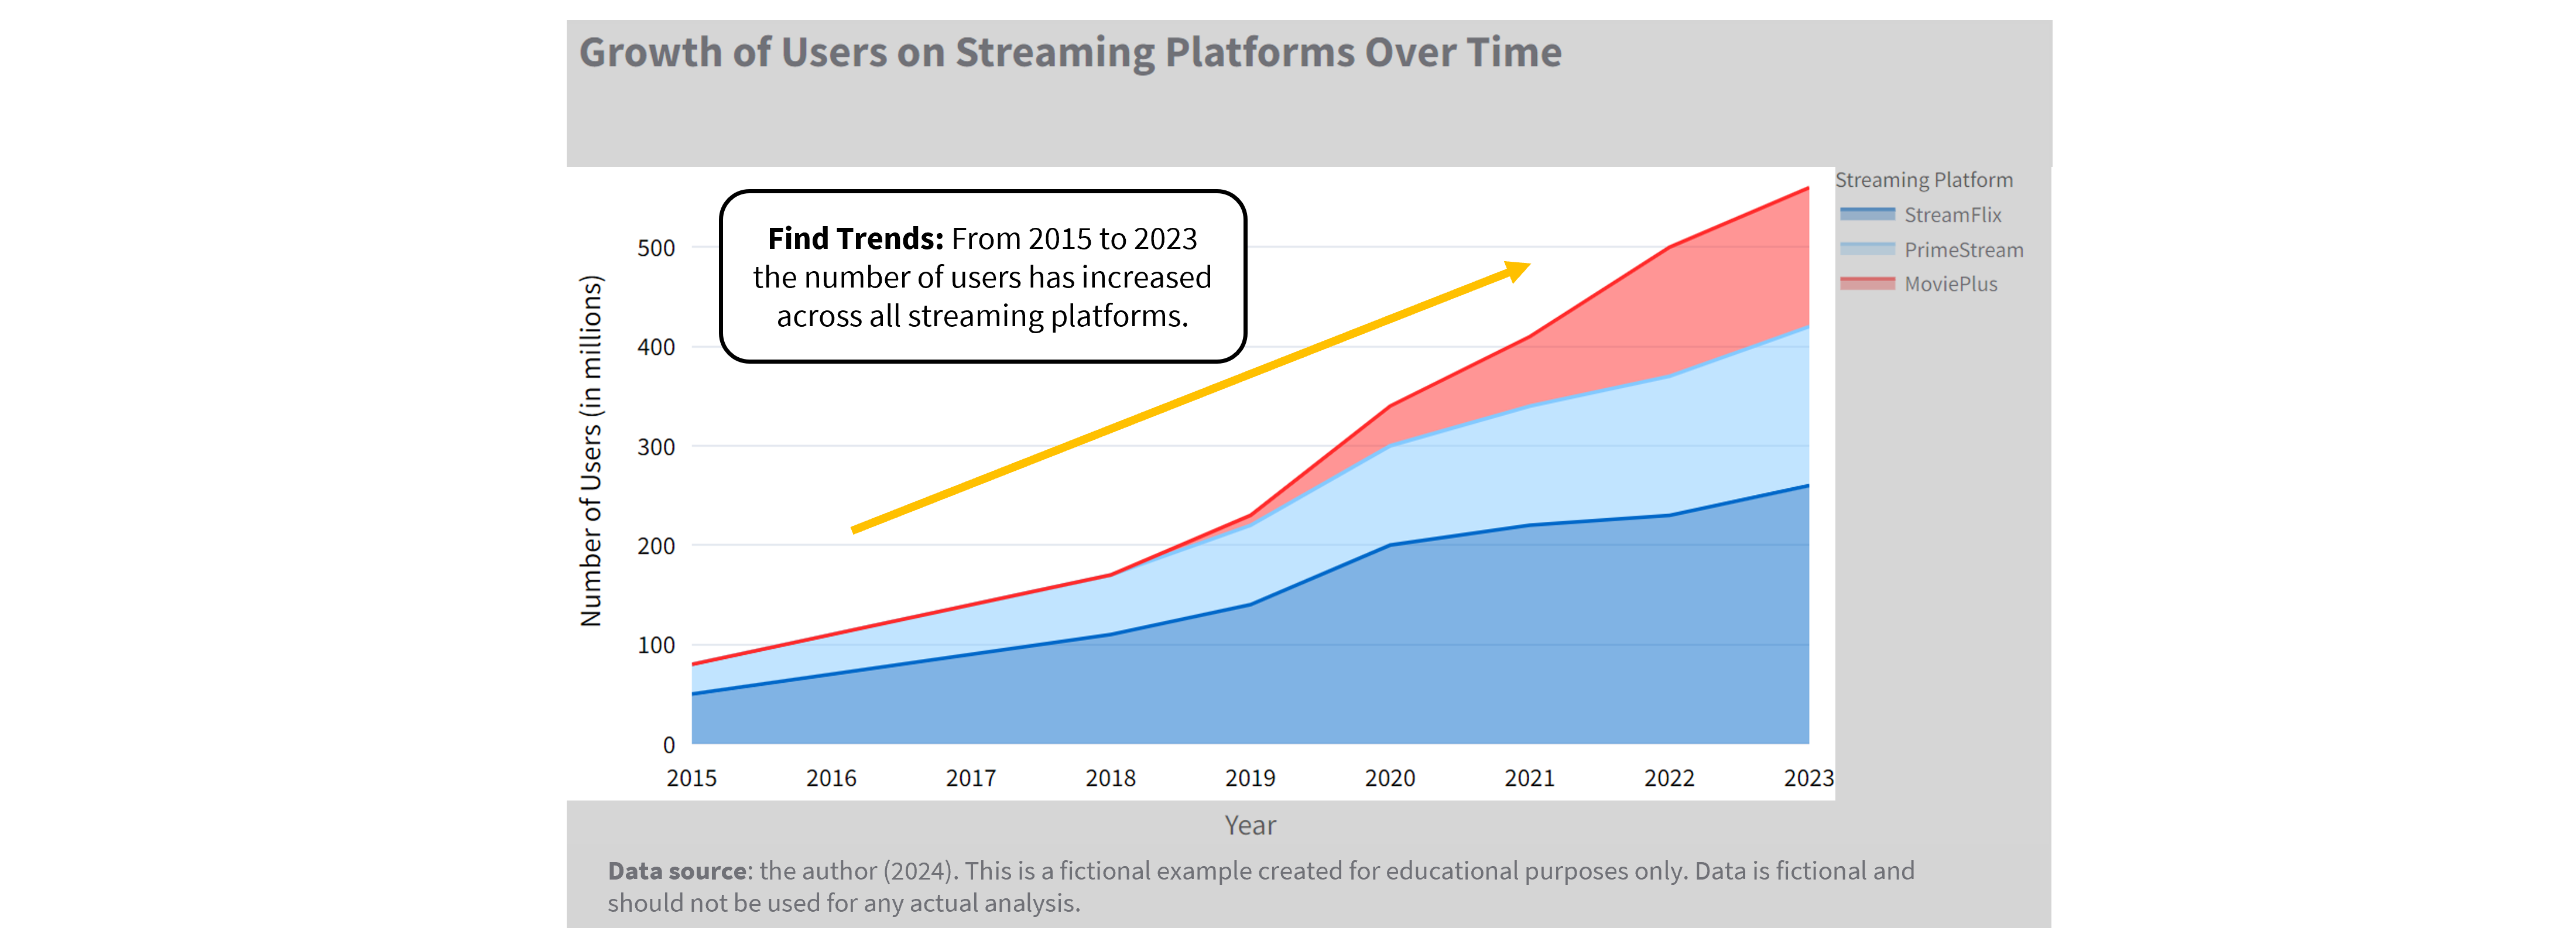 Growth of Users on Streaming Platforms Over Time
Streaming Platform
StreamFlix
PrimeStream
MoviePlus
Find Trends: From 2015 to 2023
the number of users has increased
across all streaming platforms.
Number of Users (in millions)
500
400
300
200
100
0
2015 2016 2017 2018 2019 2020 2021 2022 2023
Year
Data source: the author (2024). This is a fictional example created for educational purposes only. Data is fictional and
should not be used for any actual analysis.